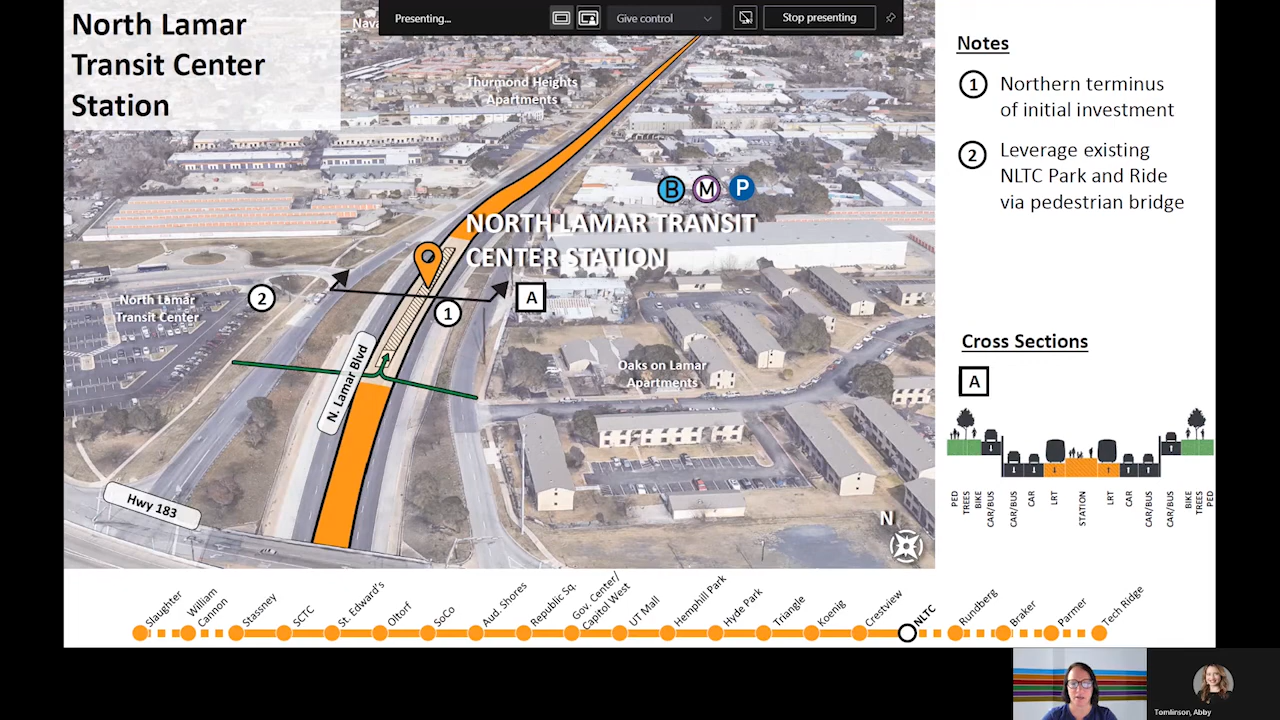 North Lamar
Transit Center
Station
Presenting...
Give control
Stop presenting
Thurmond Heights
Apartments
B M P
NORTH LAMAR TRANSIT
CENTER STATION
North Lamar
Transit Center
2
1
A
N. Lamar Blvd
Oaks on Lamar
Apartments
Hwy 183
N
Notes
1 Northern terminus
of initial investment
2 Leverage existing
NLTC Park and Ride
via pedestrian bridge
Cross Sections
A
PED
TREES
BIKE
CAR/BUS
CAR/BUS
CAR
LRT
STATION
LRT
CAR
CAR/BUS
CAR/BUS
BIKE
TREES
PED
Slaughter
William
Cannon
Stassney
SCTC
St. Edward's
Oltorf
SoCo
Aud. Shores
Republic Sq.
Gov. Center/
Capitol West
UT Mall
Hemphill Park
Hyde Park
Triangle
Koenig
Crestview
NLTC
Rundberg
Braker
Parmer
Tech Ridge
Tomlinson, Abby